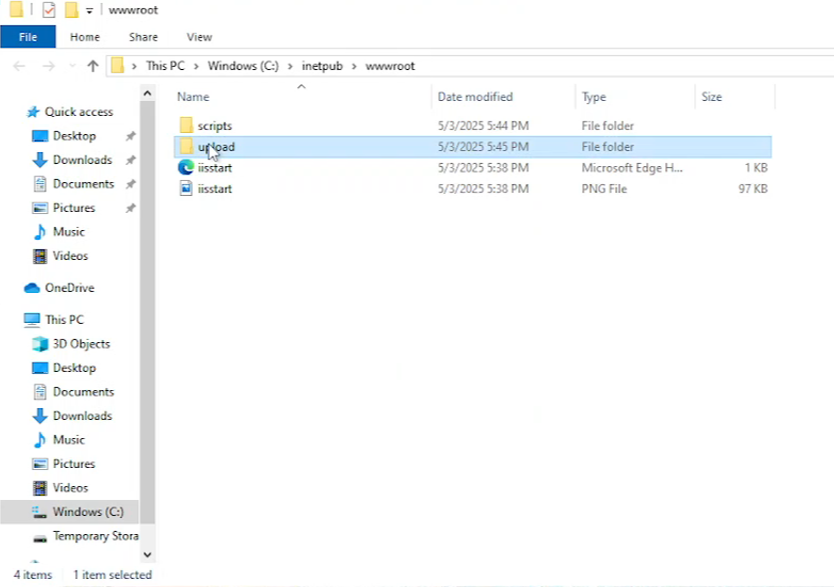 wwwroot
File Home Share View
This PC > Windows (C:) > inetpub > wwwroot
Name Date modified Type Size
Quick access
Desktop
Downloads
Documents
Pictures
Music
Videos
OneDrive
This PC
3D Objects
Desktop
Documents
Downloads
Music
Pictures
Videos
Windows (C:)
Temporary Stora
scripts 5/3/2025 5:44 PM File folder
upload 5/3/2025 5:45 PM File folder
iisstart 5/3/2025 5:38 PM Microsoft Edge H... 1 KB
iisstart 5/3/2025 5:38 PM PNG File 97 KB
4 items 1 item selected